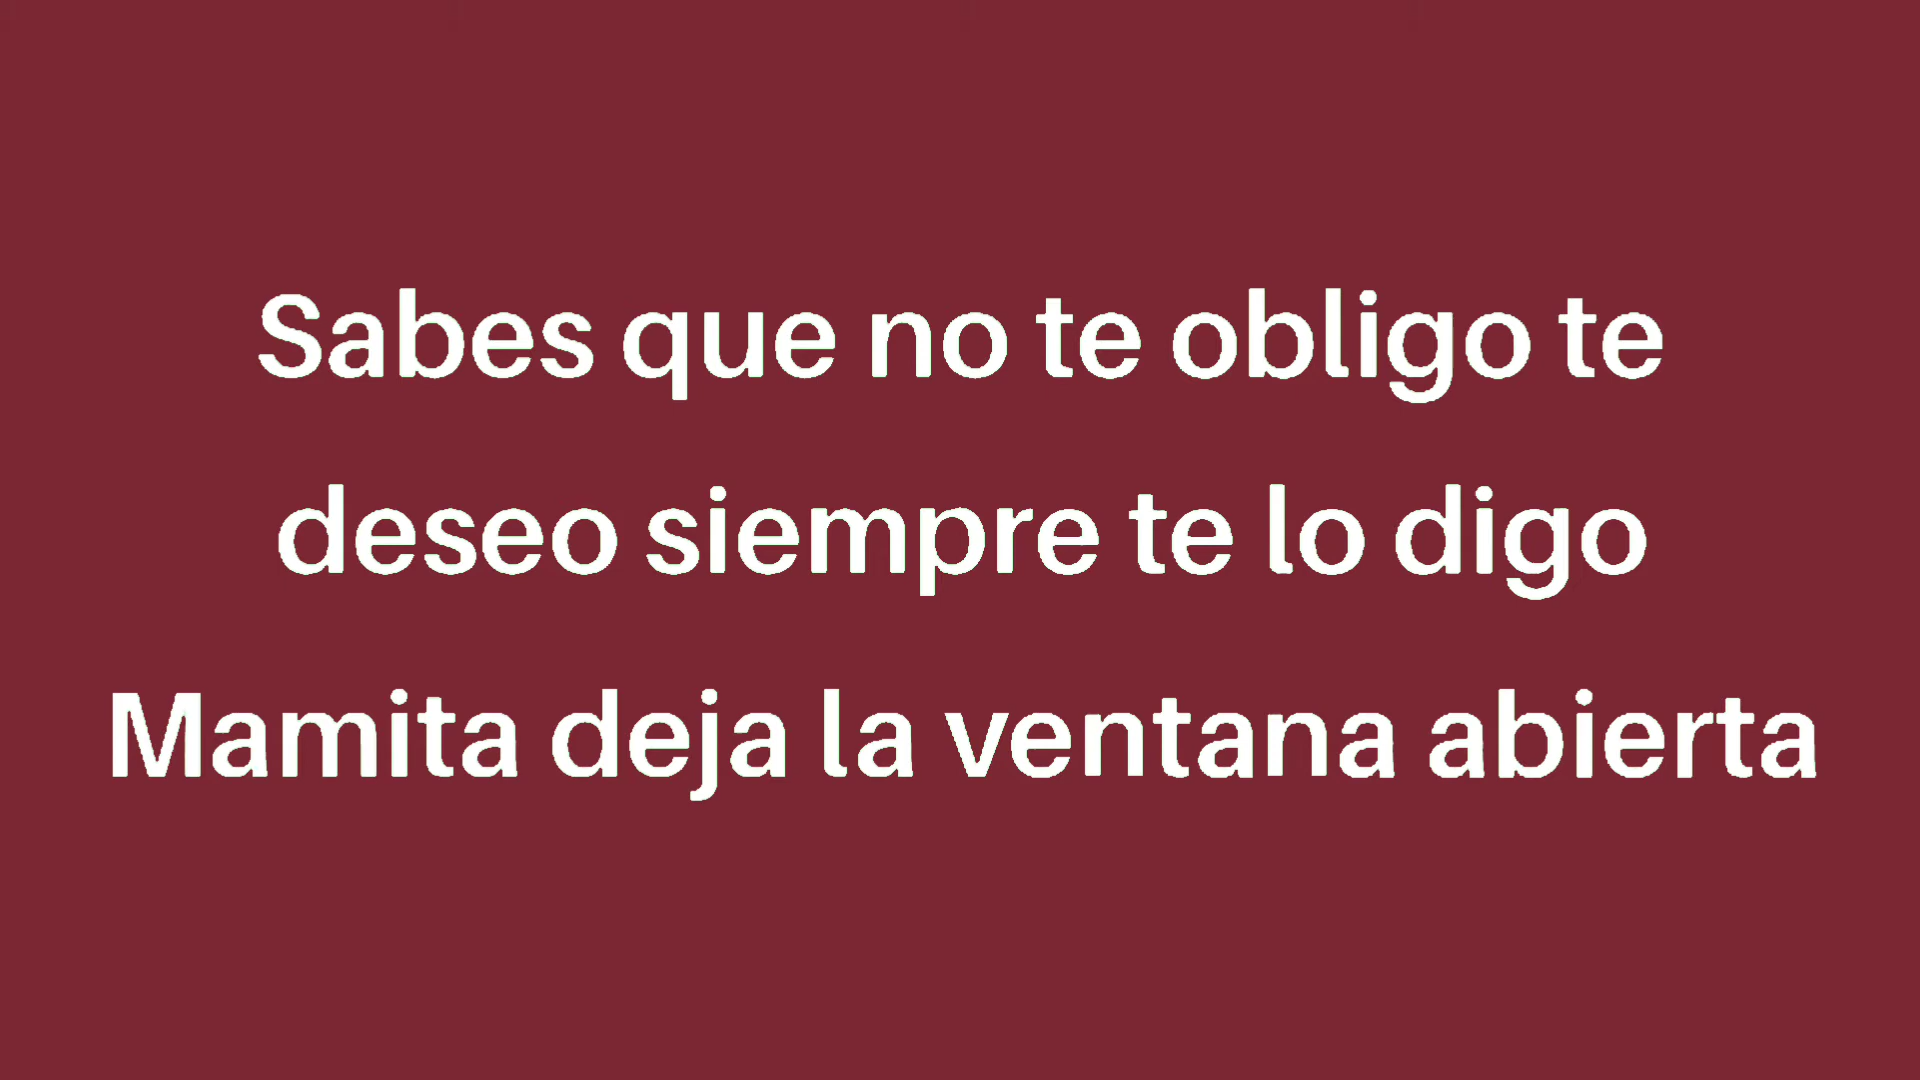 Sabes que no te obligo te
deseo siempre te lo digo
Mamita deja la ventana abierta